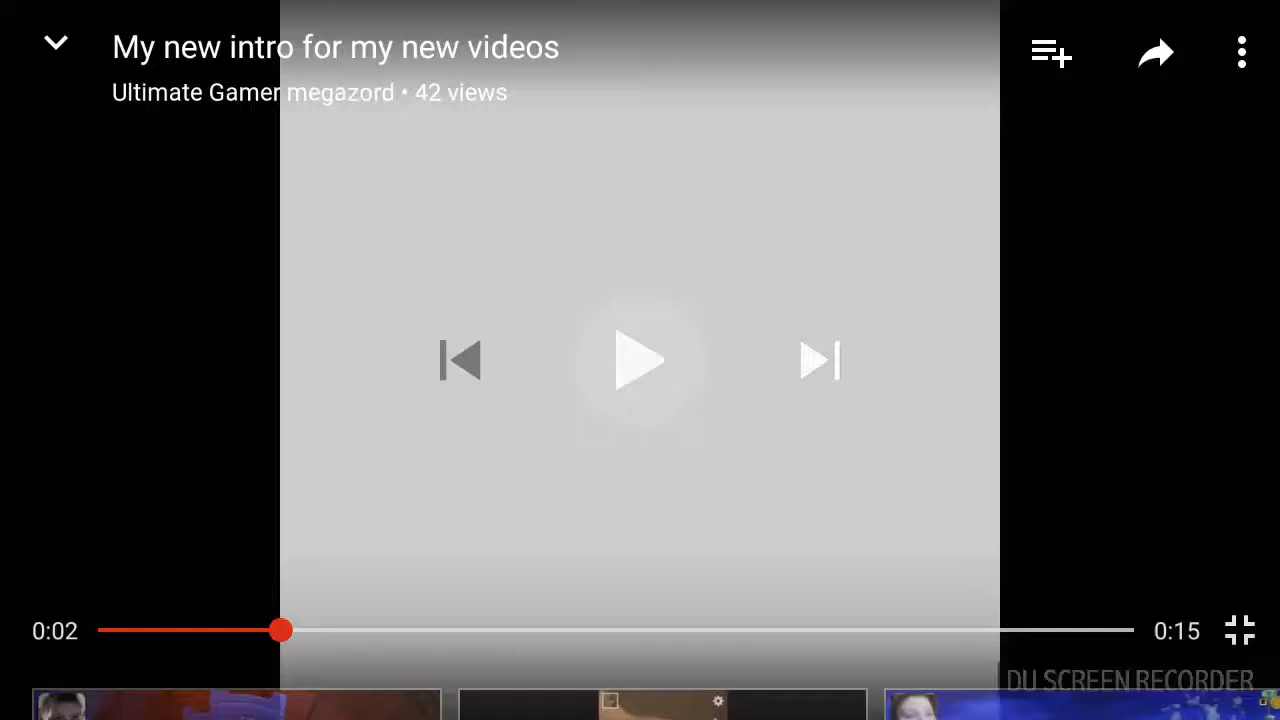 My new intro for my new videos
Ultimate Gamer megazord • 42 views
0:02
0:15
DU SCREEN RECORDER